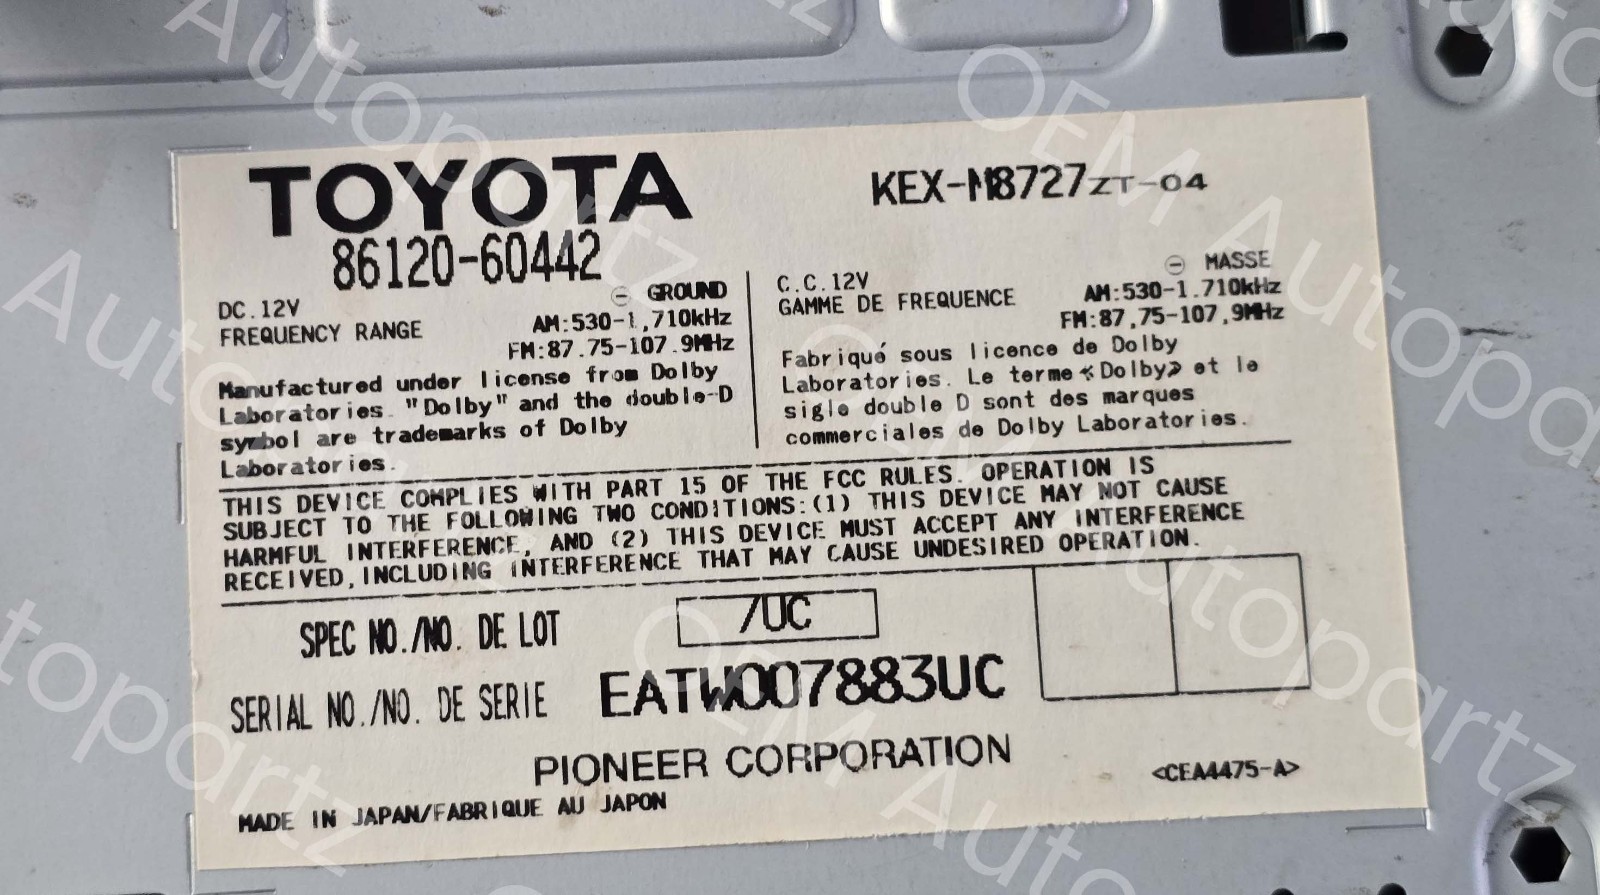 TOYOTA
86120-60442
KEX-M8727ZT-04
DC.12V
⊖ GROUND
FREQUENCY RANGE
AM:530-1,710kHz
FM:87.75-107.9MHz
Manufactured under license from Dolby
Laboratories. "Dolby" and the double-D
symbol are trademarks of Dolby
Laboratories.
C.C.12V
⊖ MASSE
GAMME DE FREQUENCE
AM:530-1.710kHz
FM:87,75-107,9MHz
Fabriqué sous licence de Dolby
Laboratories. Le terme «Dolby» et le
sigle double D sont des marques
commerciales de Dolby Laboratories.
THIS DEVICE COMPLIES WITH PART 15 OF THE FCC RULES. OPERATION IS
SUBJECT TO THE FOLLOWING TWO CONDITIONS:(1) THIS DEVICE MAY NOT CAUSE
HARMFUL INTERFERENCE, AND (2) THIS DEVICE MUST ACCEPT ANY INTERFERENCE
RECEIVED,INCLUDING INTERFERENCE THAT MAY CAUSE UNDESIRED OPERATION.
SPEC NO./NO. DE LOT
/UC
SERIAL NO./NO. DE SERIE
EATW007883UC
PIONEER CORPORATION
<CEA4475-A>
MADE IN JAPAN/FABRIQUE AU JAPON
OEM Autopartz
OEM Autopartz
OEM Autopartz